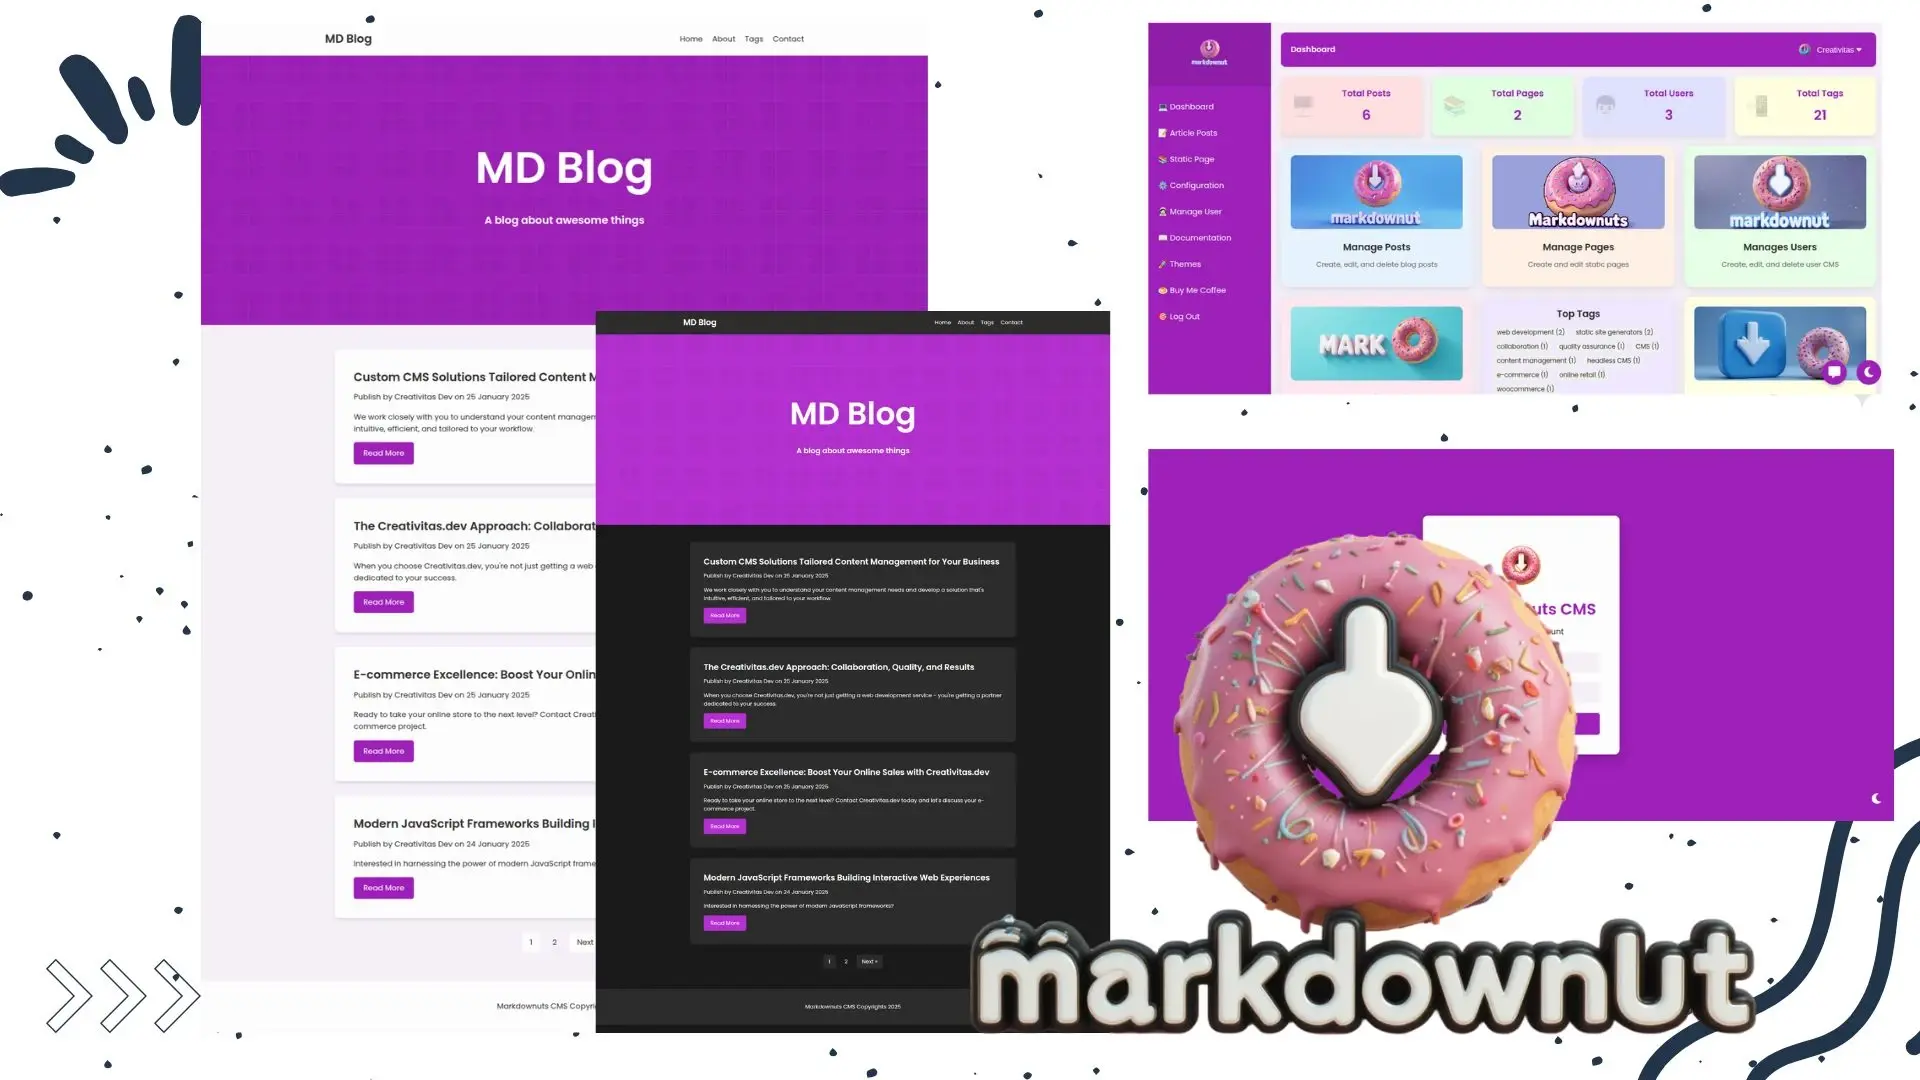 MD Blog
Home About Tags Contact
MD Blog
A blog about awesome things
Custom CMS Solutions Tailored Content M
Publish by Creativitas Dev on 25 January 2025
We work closely with you to understand your content managem
intuitive, efficient, and tailored to your workflow.
Read More
The Creativitas.dev Approach: Collaborat
Publish by Creativitas Dev on 25 January 2025
When you choose Creativitas.dev, you're not just getting a web
dedicated to your success.
Read More
E-commerce Excellence: Boost Your Onlin
Publish by Creativitas Dev on 25 January 2025
Ready to take your online store to the next level? Contact Creati
commerce project.
Read More
Modern JavaScript Frameworks Building I
Publish by Creativitas Dev on 24 January 2025
Interested in harnessing the power of modern JavaScript frame
Read More
1 2 Next
Markdownuts CMS Copyri
MD Blog
Home About Tags Contact
MD Blog
A blog about awesome things
Custom CMS Solutions Tailored Content Management for Your Business
Publish by Creativitas Dev on 25 January 2025
We work closely with you to understand your content management needs and develop a solution that's
intuitive, efficient, and tailored to your workflow.
Read More
The Creativitas.dev Approach: Collaboration, Quality, and Results
Publish by Creativitas Dev on 25 January 2025
When you choose Creativitas.dev, you're not just getting a web development service - you're getting a partner
dedicated to your success.
Read More
E-commerce Excellence: Boost Your Online Sales with Creativitas.dev
Publish by Creativitas Dev on 25 January 2025
Ready to take your online store to the next level? Contact Creativitas.dev today and let's discuss your e-
commerce project.
Read More
Modern JavaScript Frameworks Building Interactive Web Experiences
Publish by Creativitas Dev on 24 January 2025
Interested in harnessing the power of modern JavaScript frameworks?
Read More
1 2 Next »
Markdownuts CMS Copyrights 2025
markdownut
Dashboard
Article Posts
Static Page
Configuration
Manage User
Documentation
Themes
Buy Me Coffee
Log Out
Dashboard
Creativitas
Total Posts
6
Total Pages
2
Total Users
3
Total Tags
21
markdownut
Manage Posts
Create, edit, and delete blog posts
Markdownuts
Manage Pages
Create and edit static pages
markdownut
Manages Users
Create, edit, and delete user CMS
MARK
Top Tags
web development (2) static site generators (2)
collaboration (1) quality assurance (1) CMS (1)
content management (1) headless CMS (1)
e-commerce (1) online retail (1)
woocommerce (1)
uts CMS
ount
markdownut